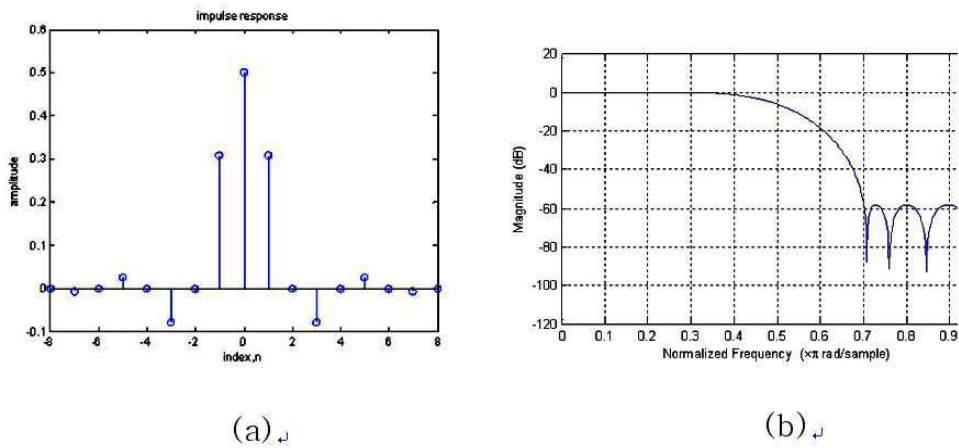 impulse response
amplitude
0.6
0.5
0.4
0.3
0.2
0.1
0
-0.1
-8 -6 -4 -2 0 2 4 6 8
index,n
(a)
Magnitude (dB)
20
0
-20
-40
-60
-80
-100
-120
0 0.1 0.2 0.3 0.4 0.5 0.6 0.7 0.8 0.9
Normalized Frequency (×π rad/sample)
(b)